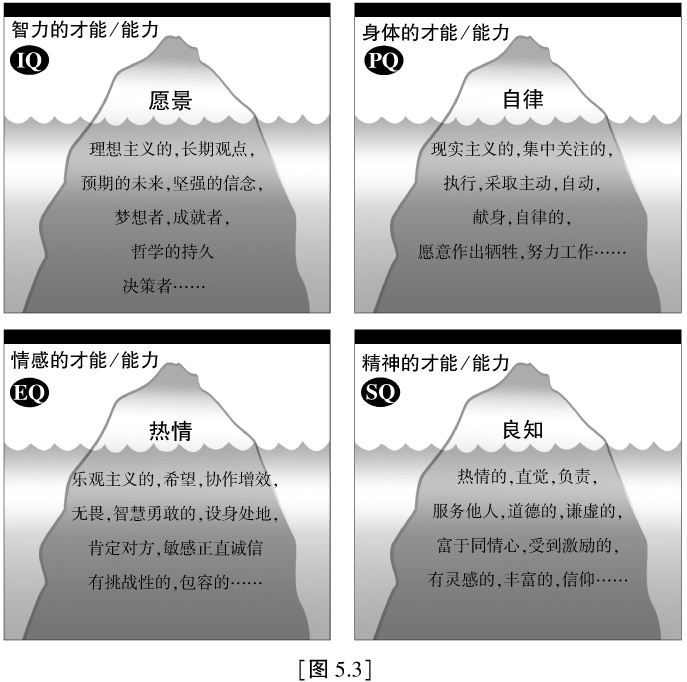 智力的才能/能力
IQ
愿景
理想主义的,长期观点,
预期的未来,坚强的信念,
梦想者,成就者,
哲学的持久
决策者……
身体的才能/能力
PQ
自律
现实主义的,集中关注的,
执行,采取主动,自动,
献身,自律的,
愿意作出牺牲,努力工作……
情感的才能/能力
EQ
热情
乐观主义的,希望,协作增效,
无畏,智慧勇敢的,设身处地,
肯定对方,敏感正直诚信
有挑战性的,包容的……
精神的才能/能力
SQ
良知
热情的,直觉,负责,
服务他人,道德的,谦虚的,
富于同情心,受到激励的,
有灵感的,丰富的,信仰……
[图 5.3]